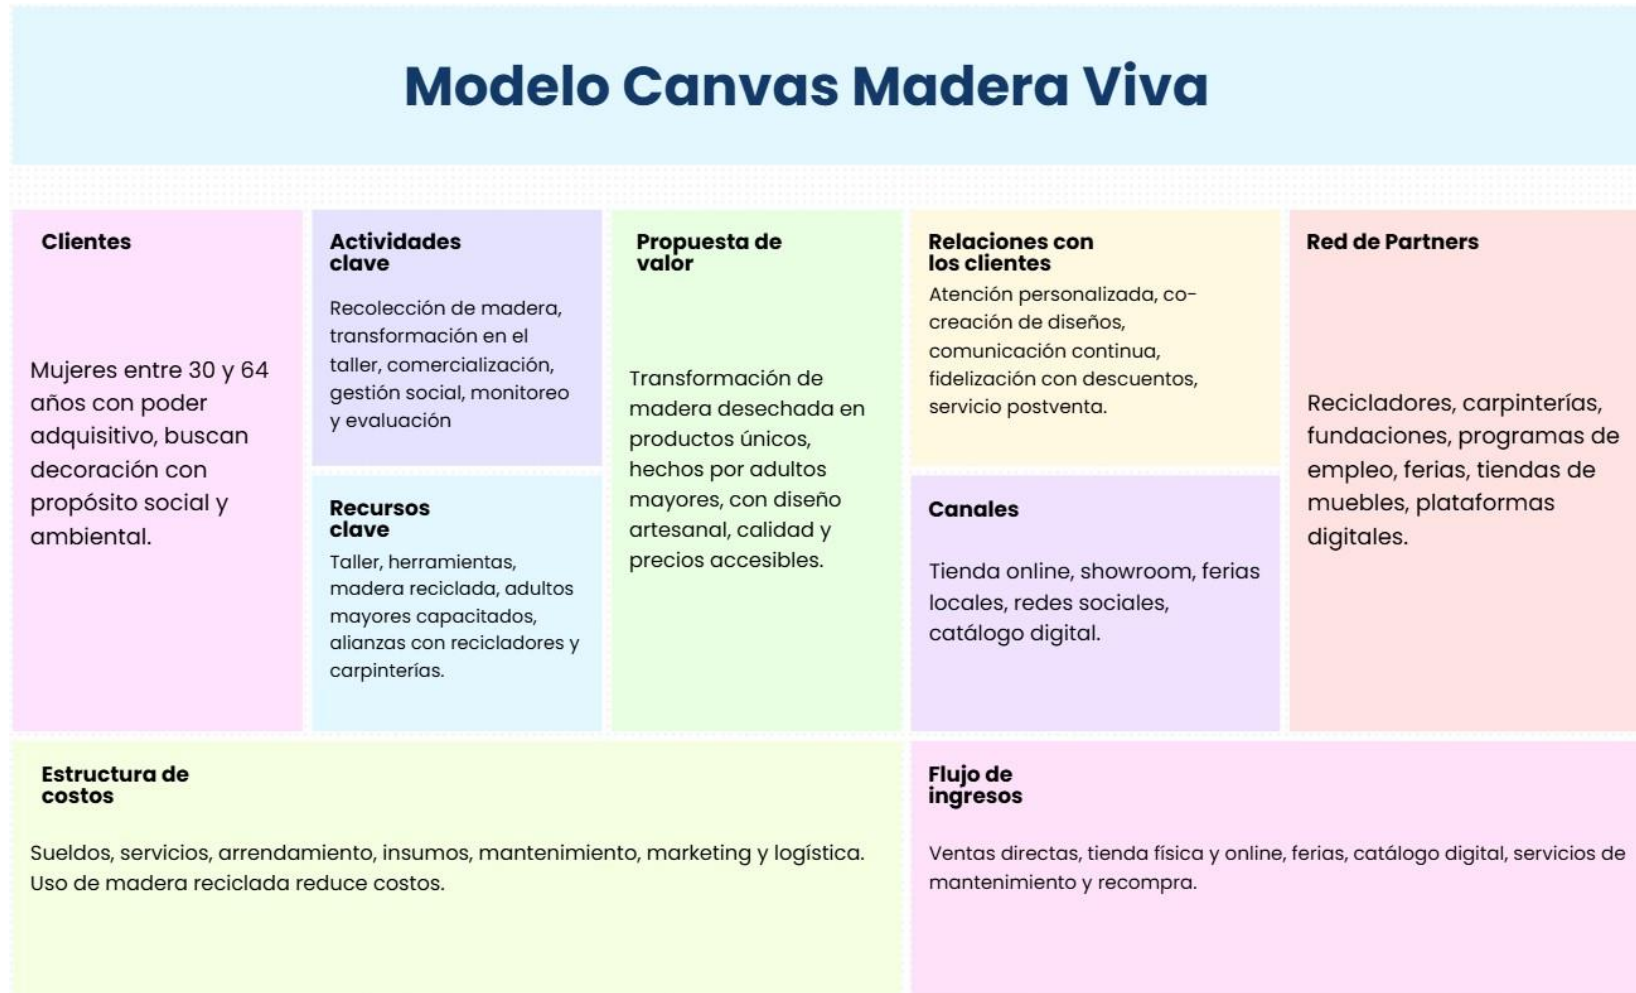 Modelo Canvas Madera Viva
Clientes
Mujeres entre 30 y 64
años con poder
adquisitivo, buscan
decoración con
propósito social y
ambiental.
Actividades
clave
Recolección de madera,
transformación en el
taller, comercialización,
gestión social, monitoreo
y evaluación
Recursos
clave
Taller, herramientas,
madera reciclada, adultos
mayores capacitados,
alianzas con recicladores y
carpinterías.
Propuesta de
valor
Transformación de
madera desechada en
productos únicos,
hechos por adultos
mayores, con diseño
artesanal, calidad y
precios accesibles.
Relaciones con
los clientes
Atención personalizada, co-
creación de diseños,
comunicación continua,
fidelización con descuentos,
servicio postventa.
Canales
Tienda online, showroom, ferias
locales, redes sociales,
catálogo digital.
Red de Partners
Recicladores, carpinterías,
fundaciones, programas de
empleo, ferias, tiendas de
muebles, plataformas
digitales.
Estructura de
costos
Sueldos, servicios, arrendamiento, insumos, mantenimiento, marketing y logística.
Uso de madera reciclada reduce costos.
Flujo de
ingresos
Ventas directas, tienda física y online, ferias, catálogo digital, servicios de
mantenimiento y recompra.